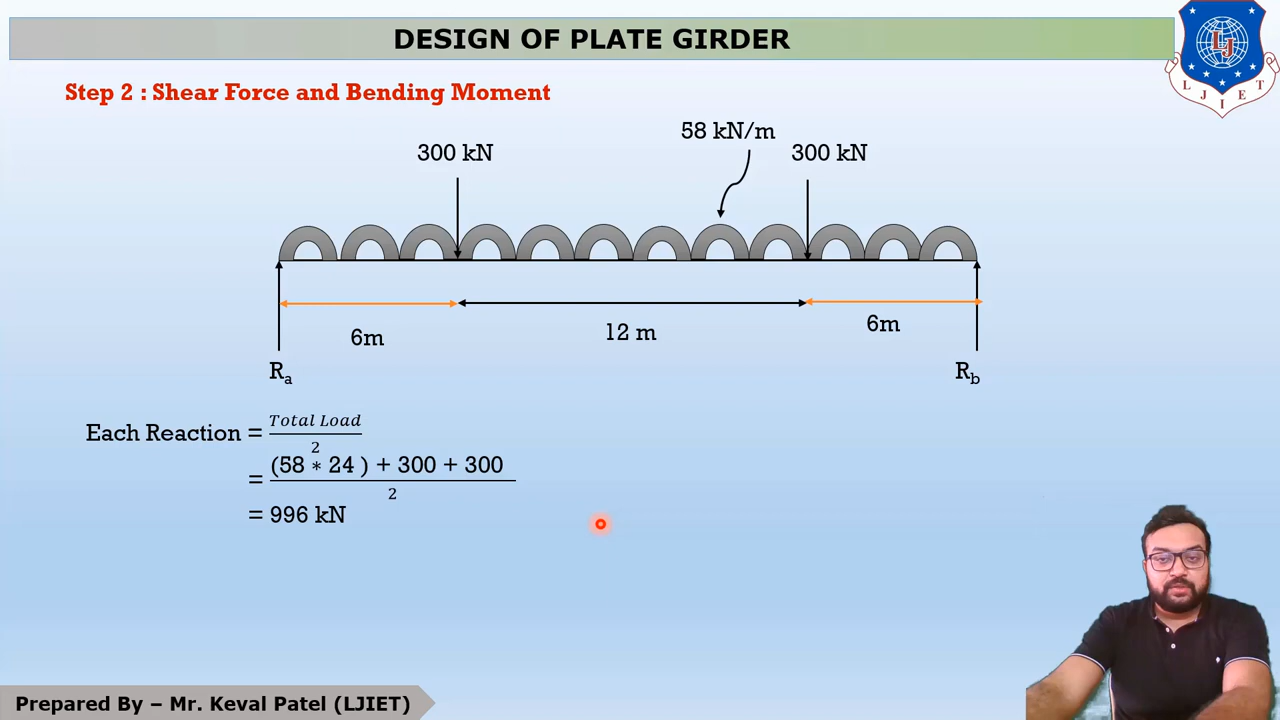 DESIGN OF PLATE GIRDER
L J I E T
Step 2 : Shear Force and Bending Moment
58 kN/m
300 kN
300 kN
6m
12 m
6m
Ra
Rb
Each Reaction = Total Load / 2
= (58 * 24 ) + 300 + 300 / 2
= 996 kN
Prepared By – Mr. Keval Patel (LJIET)